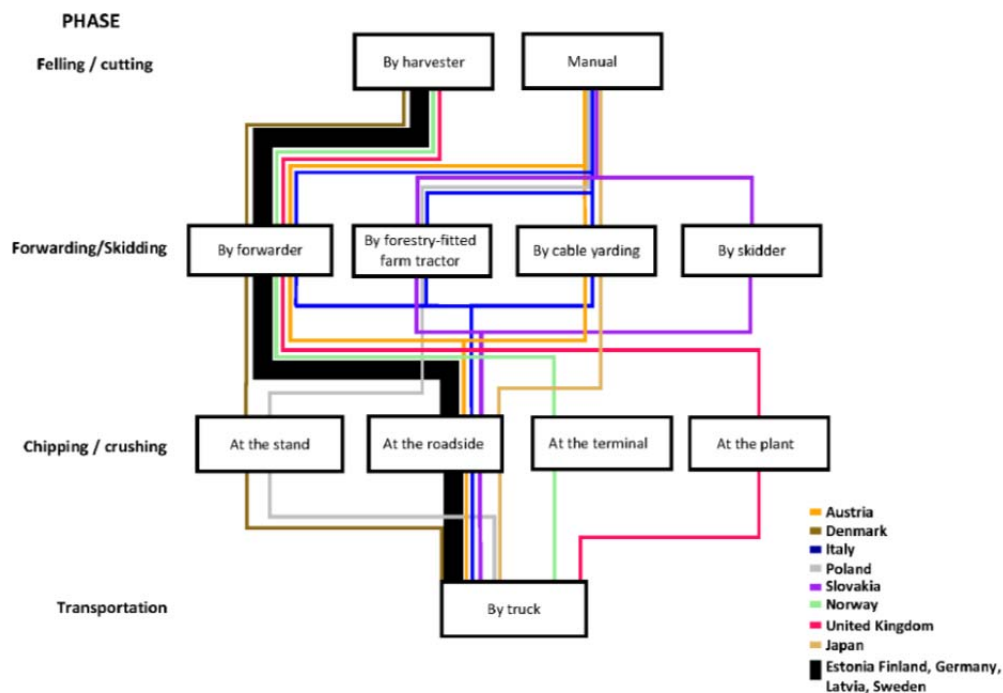 PHASE
Felling / cutting
By harvester
Manual
Forwarding/Skidding
By forwarder
By forestry-fitted
farm tractor
By cable yarding
By skidder
Chipping / crushing
At the stand
At the roadside
At the terminal
At the plant
Transportation
By truck
Austria
Denmark
Italy
Poland
Slovakia
Norway
United Kingdom
Japan
Estonia Finland, Germany,
Latvia, Sweden